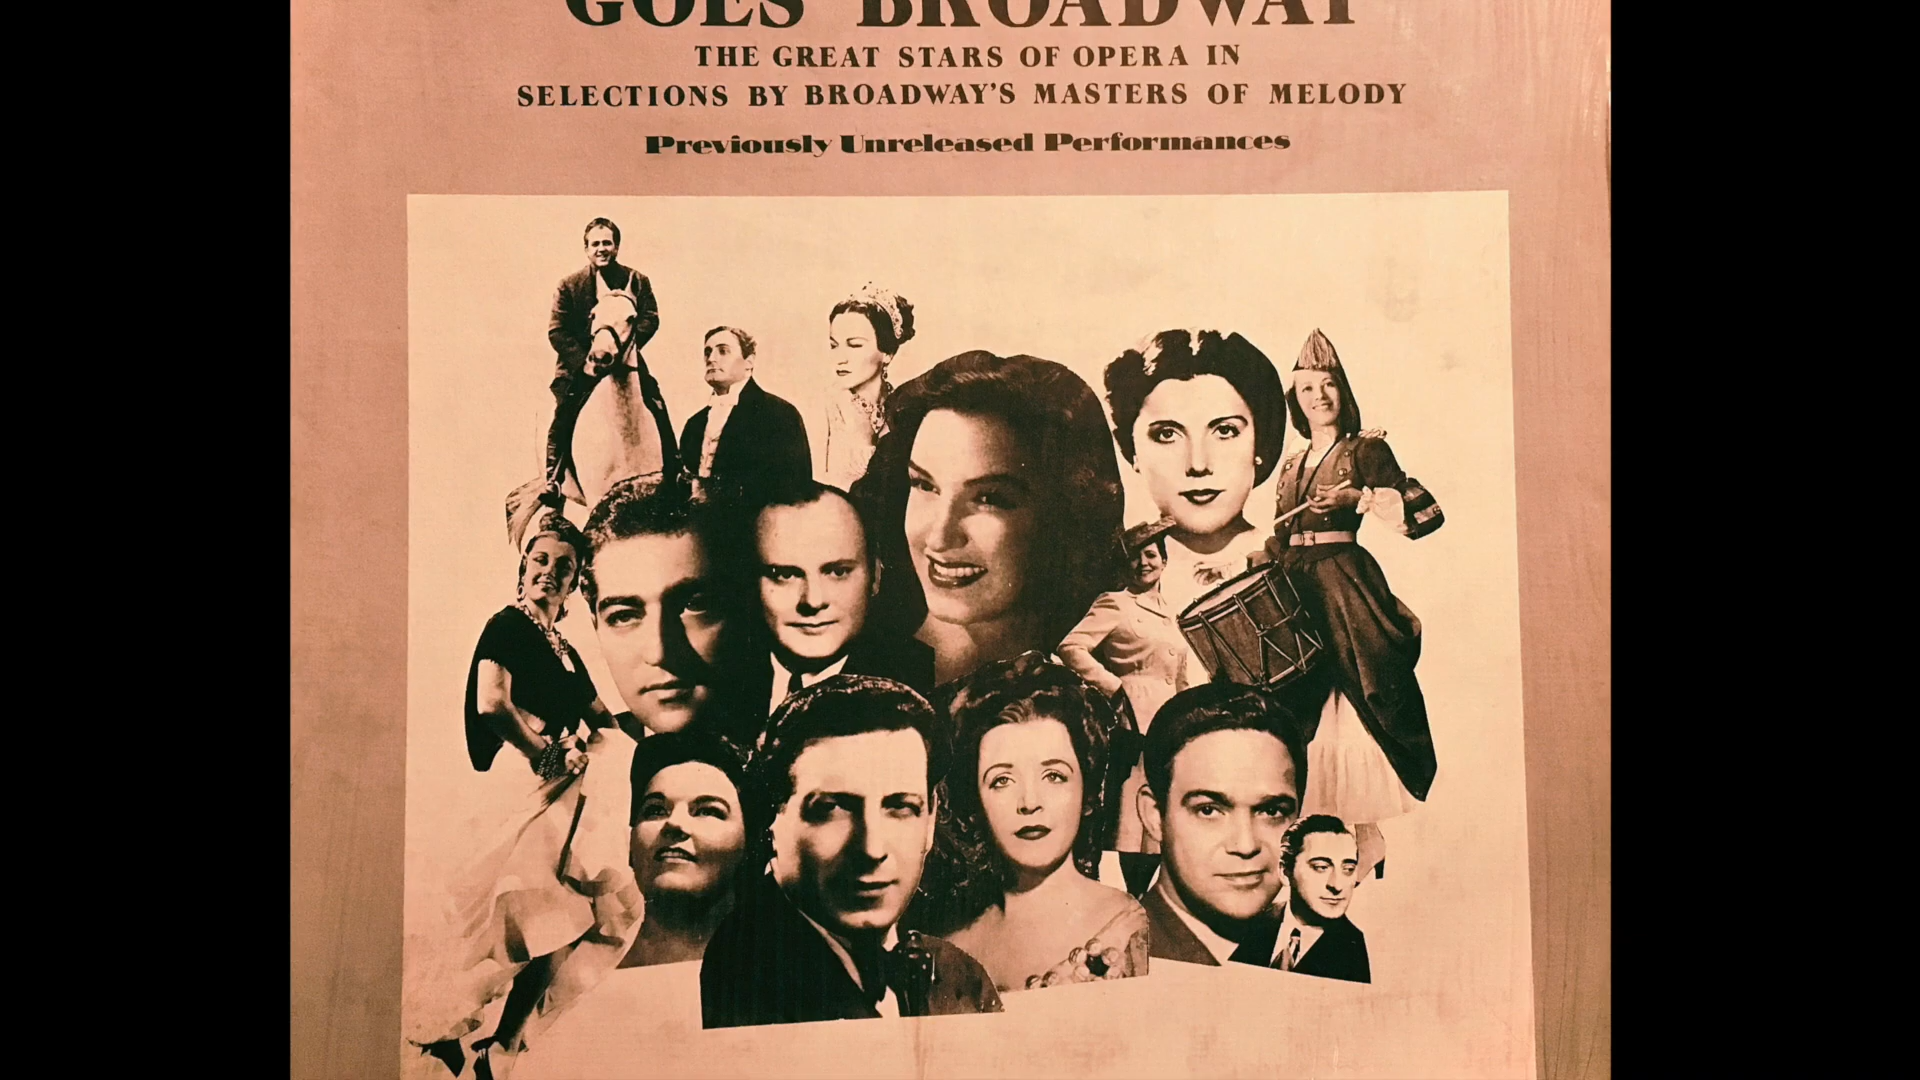 GOES BROADWAY
THE GREAT STARS OF OPERA IN
SELECTIONS BY BROADWAY'S MASTERS OF MELODY
Previously Unreleased Performances